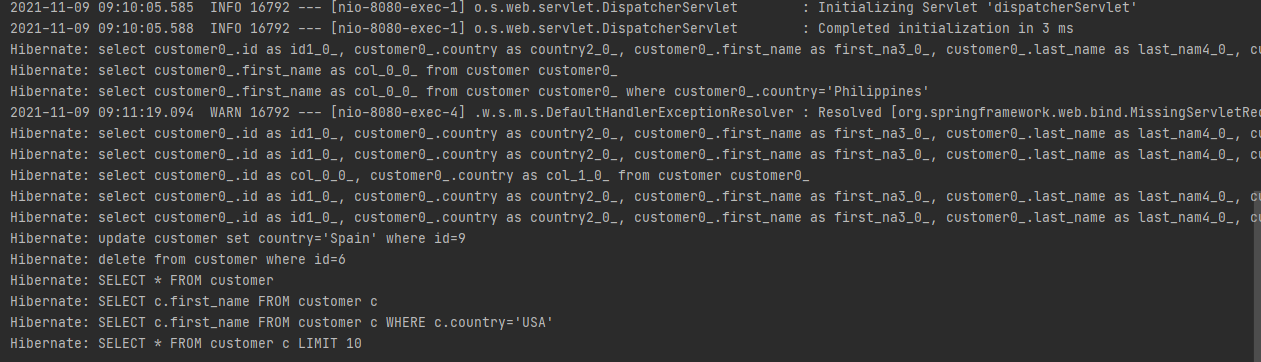 2021-11-09 09:10:05.585  INFO 16792 --- [nio-8080-exec-1] o.s.web.servlet.DispatcherServlet        : Initializing Servlet 'dispatcherServlet'
2021-11-09 09:10:05.588  INFO 16792 --- [nio-8080-exec-1] o.s.web.servlet.DispatcherServlet        : Completed initialization in 3 ms
Hibernate: select customer0_.id as id1_0_, customer0_.country as country2_0_, customer0_.first_name as first_na3_0_, customer0_.last_name as last_nam4_0_,
Hibernate: select customer0_.first_name as col_0_0_ from customer customer0_
Hibernate: select customer0_.first_name as col_0_0_ from customer customer0_ where customer0_.country='Philippines'
2021-11-09 09:11:19.094  WARN 16792 --- [nio-8080-exec-4] .w.s.m.s.DefaultHandlerExceptionResolver : Resolved [org.springframework.web.bind.MissingServletRec
Hibernate: select customer0_.id as id1_0_, customer0_.country as country2_0_, customer0_.first_name as first_na3_0_, customer0_.last_name as last_nam4_0_,
Hibernate: select customer0_.id as id1_0_, customer0_.country as country2_0_, customer0_.first_name as first_na3_0_, customer0_.last_name as last_nam4_0_,
Hibernate: select customer0_.id as col_0_0_, customer0_.country as col_1_0_ from customer customer0_
Hibernate: select customer0_.id as id1_0_, customer0_.country as country2_0_, customer0_.first_name as first_na3_0_, customer0_.last_name as last_nam4_0_,
Hibernate: select customer0_.id as id1_0_, customer0_.country as country2_0_, customer0_.first_name as first_na3_0_, customer0_.last_name as last_nam4_0_,
Hibernate: update customer set country='Spain' where id=9
Hibernate: delete from customer where id=6
Hibernate: SELECT * FROM customer
Hibernate: SELECT c.first_name FROM customer c
Hibernate: SELECT c.first_name FROM customer c WHERE c.country='USA'
Hibernate: SELECT * FROM customer c LIMIT 10